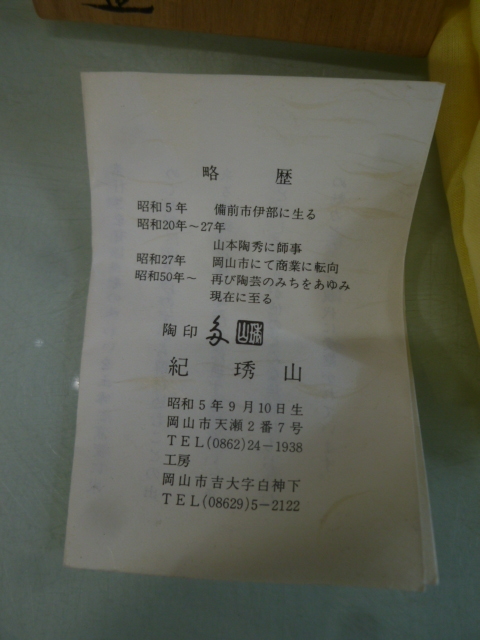 略歴
昭和5年 備前市伊部に生る
昭和20年～27年
山本陶秀に師事
昭和27年 岡山市にて商業に転向
昭和50年～ 再び陶芸のみちをあゆみ
現在に至る
陶印
紀琇山
昭和5年9月10日生
岡山市天瀬2番7号
TEL(0862)24－1938
工房
岡山市吉大字白神下
TEL(08629)5－2122